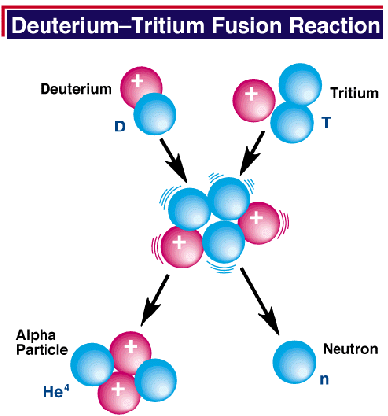 Deuterium–Tritium Fusion Reaction
Deuterium
D
+
+
Tritium
T
+
+
Alpha
Particle
He⁴
+
+
Neutron
n